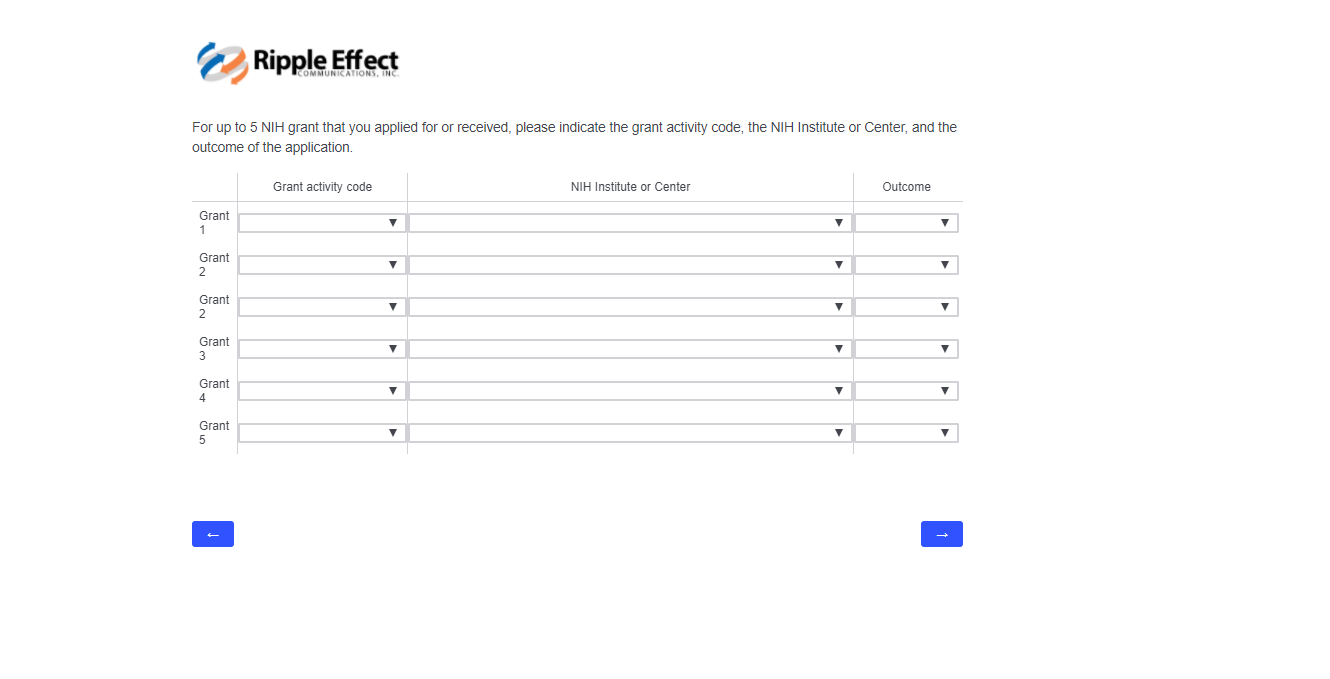 Ripple Effect
COMMUNICATIONS, INC.
For up to 5 NIH grant that you applied for or received, please indicate the grant activity code, the NIH Institute or Center, and the
outcome of the application.
Grant activity code NIH Institute or Center Outcome
Grant
1
Grant
2
Grant
2
Grant
3
Grant
4
Grant
5
← →